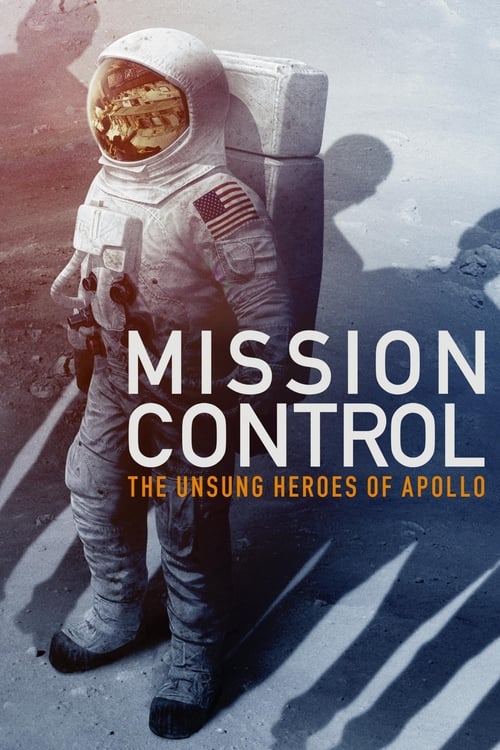 MISSION
CONTROL
THE UNSUNG HEROES OF APOLLO